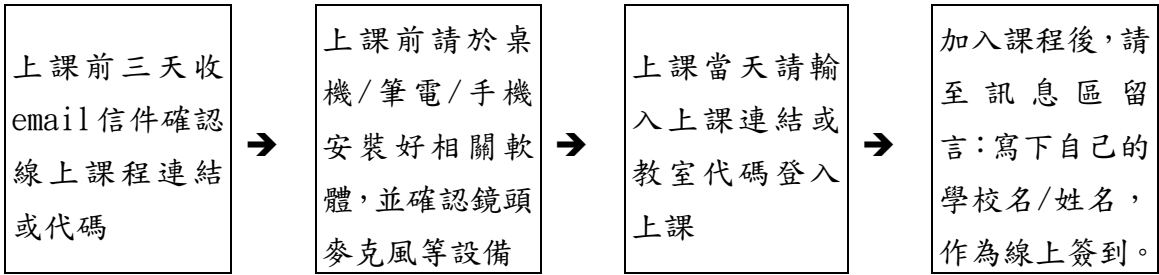 上課前三天收
email信件確認
線上課程連結
或代碼
➔
上課前請於桌
機/筆電/手機
安裝好相關軟
體，並確認鏡頭
麥克風等設備
➔
上課當天請輸
入上課連結或
教室代碼登入
上課
➔
加入課程後，請
至訊息區留
言：寫下自己的
學校名/姓名，
作為線上簽到。